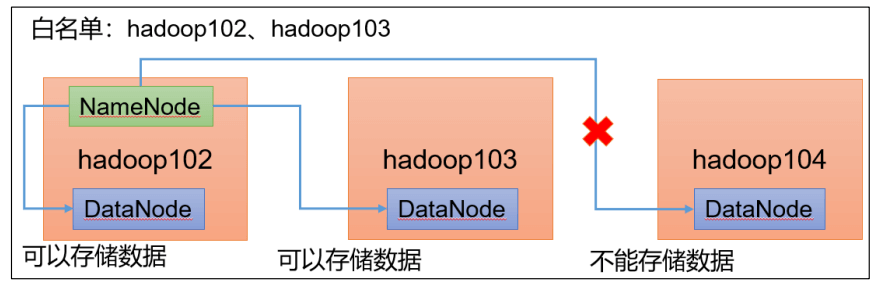 白名单：hadoop102、hadoop103
NameNode
hadoop102
hadoop103
hadoop104
DataNode
DataNode
DataNode
可以存储数据
可以存储数据
不能存储数据